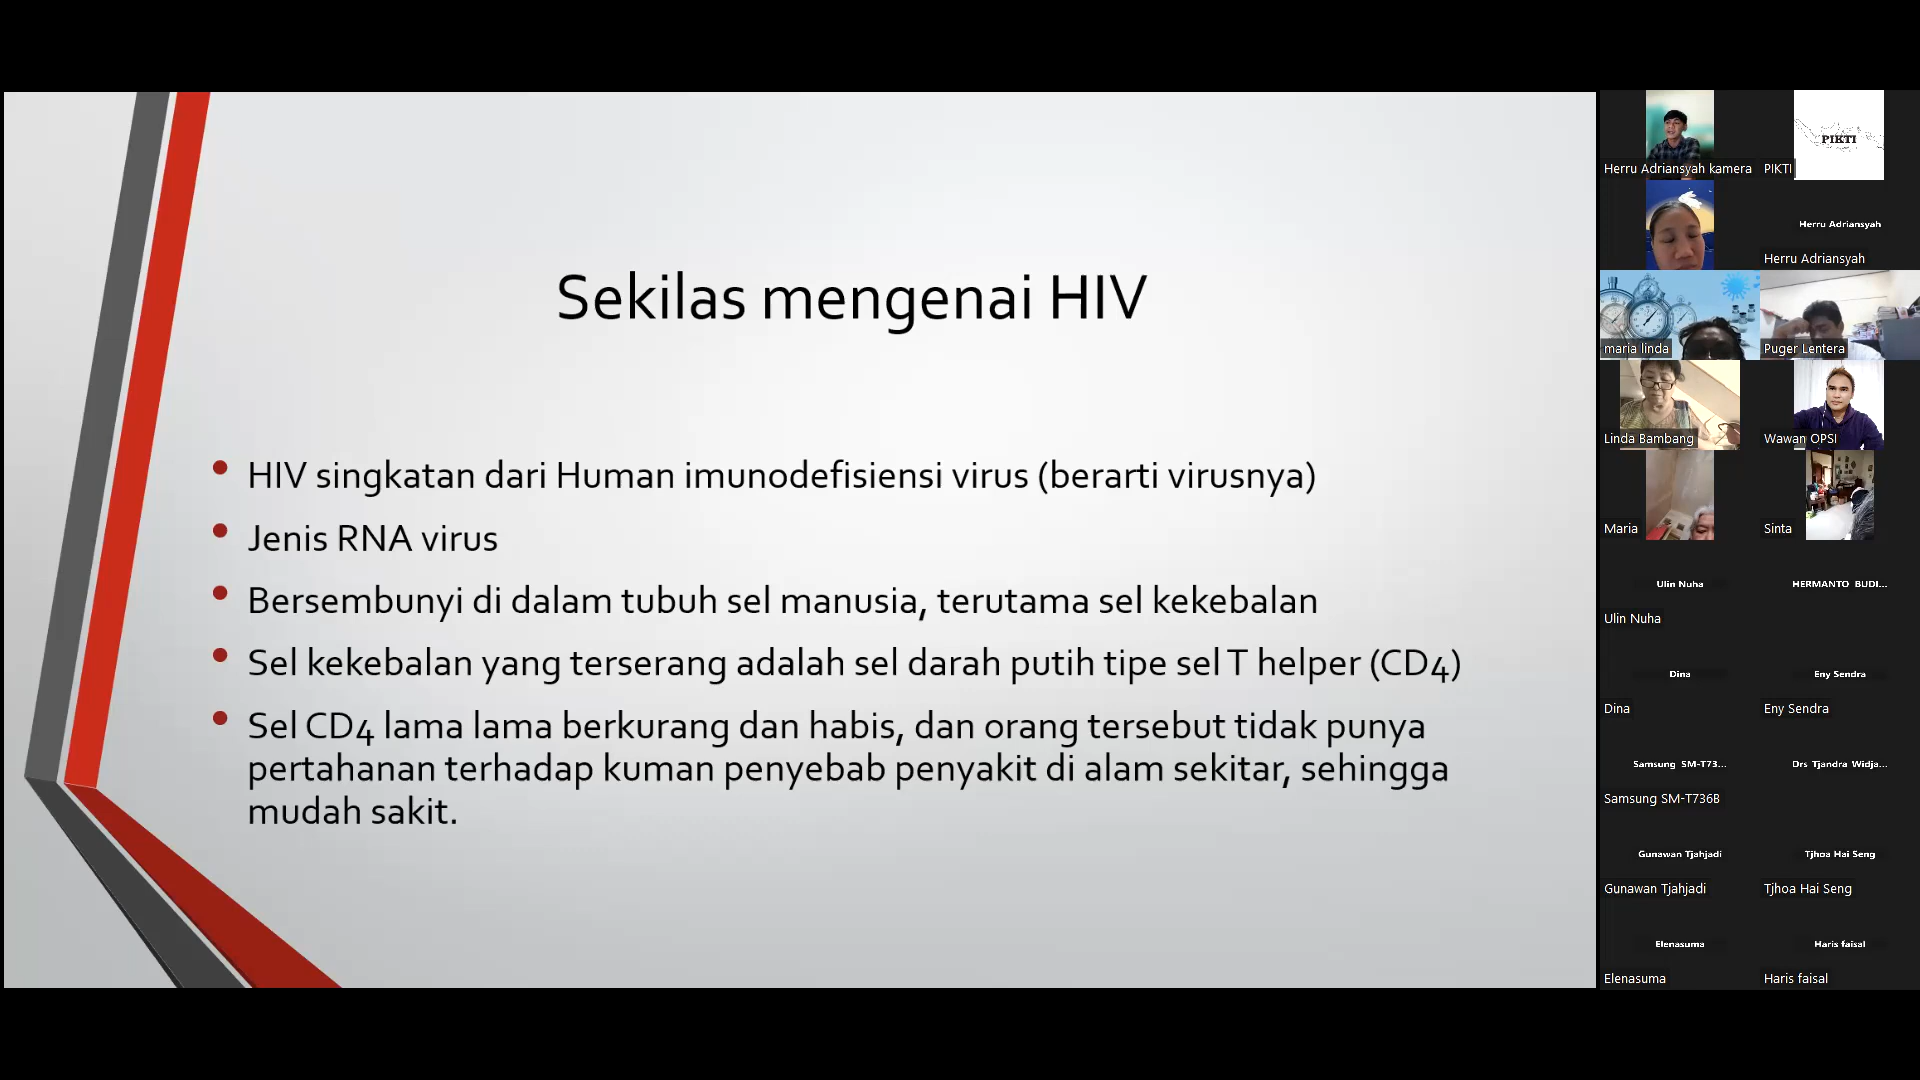 Sekilas mengenai HIV
HIV singkatan dari Human imunodefisiensi virus (berarti virusnya)
Jenis RNA virus
Bersembunyi di dalam tubuh sel manusia, terutama sel kekebalan
Sel kekebalan yang terserang adalah sel darah putih tipe sel T helper (CD4)
Sel CD4 lama lama berkurang dan habis, dan orang tersebut tidak punya
pertahanan terhadap kuman penyebab penyakit di alam sekitar, sehingga
mudah sakit.
PIKTI
Herru Adriansyah kamera
PIKTI
Herru Adriansyah
Herru Adriansyah
maria linda
Puger Lentera
Linda Bambang
Wawan OPSI
Maria
Sinta
Ulin Nuha
HERMANTO BUDI...
Ulin Nuha
Dina
Eny Sendra
Dina
Eny Sendra
Samsung SM-T73...
Drs Tjandra Widja...
Samsung SM-T736B
Gunawan Tjahjadi
Tjhoa Hai Seng
Gunawan Tjahjadi
Tjhoa Hai Seng
Elenasuma
Haris faisal
Elenasuma
Haris faisal